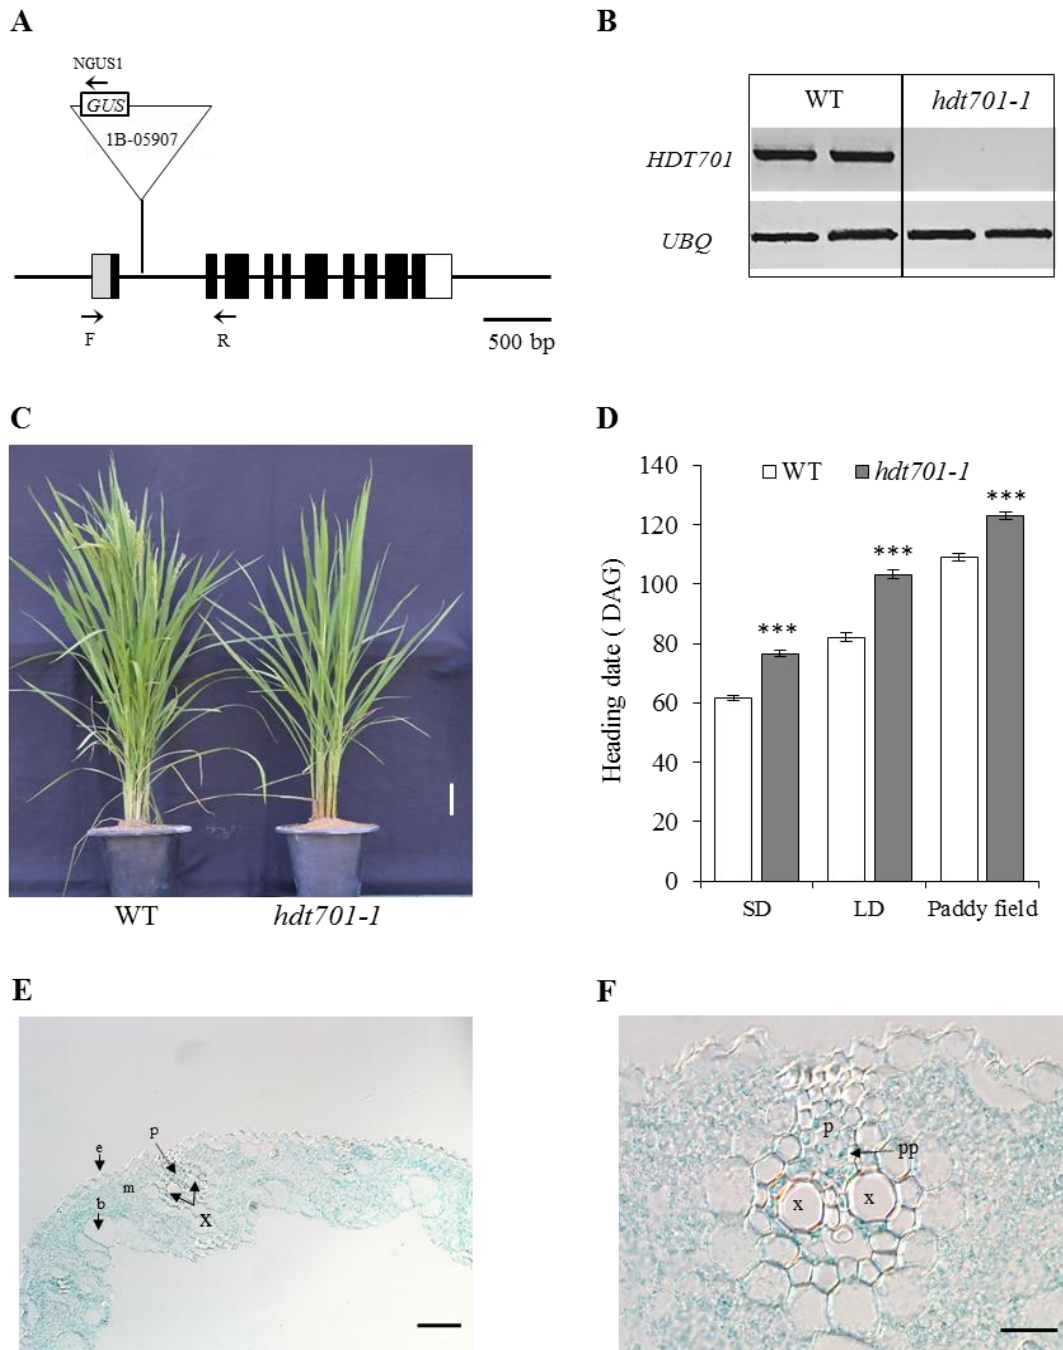 A
NGUS1
GUS
1B-05907
F
R
500 bp
B
WT hdt701-1
HDT701
UBQ
C
WT hdt701-1
D
WT hdt701-1
Heading date ( DAG)
140
120
100
80
60
40
20
0
***
***
***
SD LD Paddy field
E
p
e
m
b
X
F
p
pp
x x